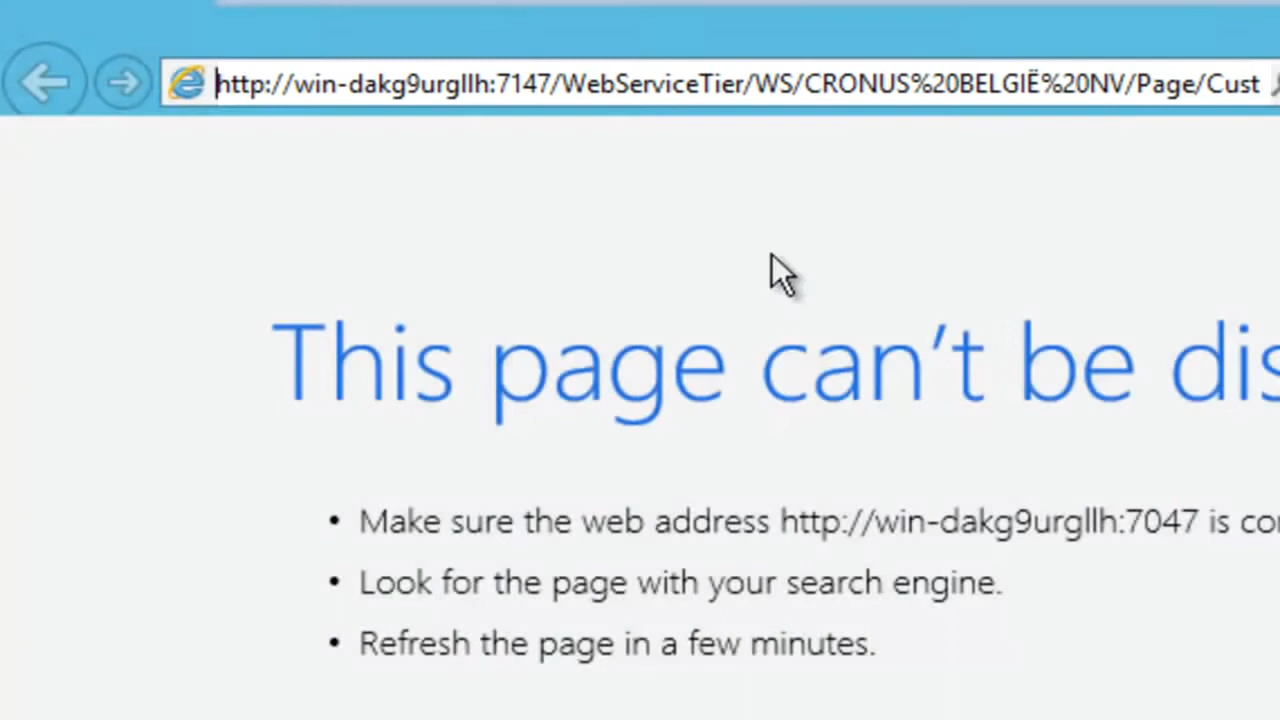 http://win-dakg9urgllh:7147/WebServiceTier/WS/CRONUS%20BELGIË%20NV/Page/Cust
This page can’t be dis
• Make sure the web address http://win-dakg9urgllh:7047 is cor
• Look for the page with your search engine.
• Refresh the page in a few minutes.